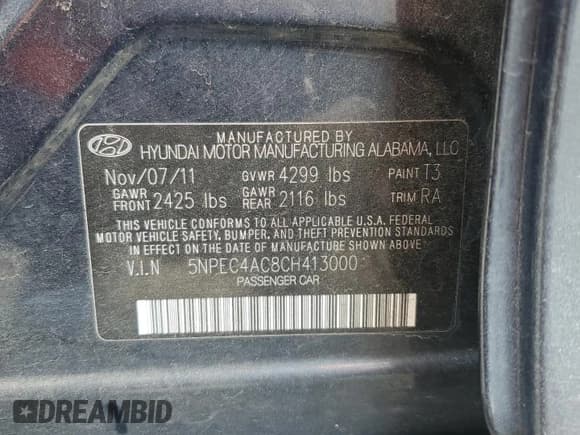 MANUFACTURED BY
HYUNDAI MOTOR MANUFACTURING ALABAMA, LLC
Nov/07/11 GVWR 4299 lbs PAINT T3
GAWR FRONT 2425 lbs GAWR REAR 2116 lbs TRIM RA
THIS VEHICLE CONFORMS TO ALL APPLICABLE U.S.A. FEDERAL
MOTOR VEHICLE SAFETY, BUMPER, AND THEFT PREVENTION STANDARDS
IN EFFECT ON THE DATE OF MANUFACTURE SHOWN ABOVE.
V.I.N 5NPEC4AC8CH413000
PASSENGER CAR
DREAMBID